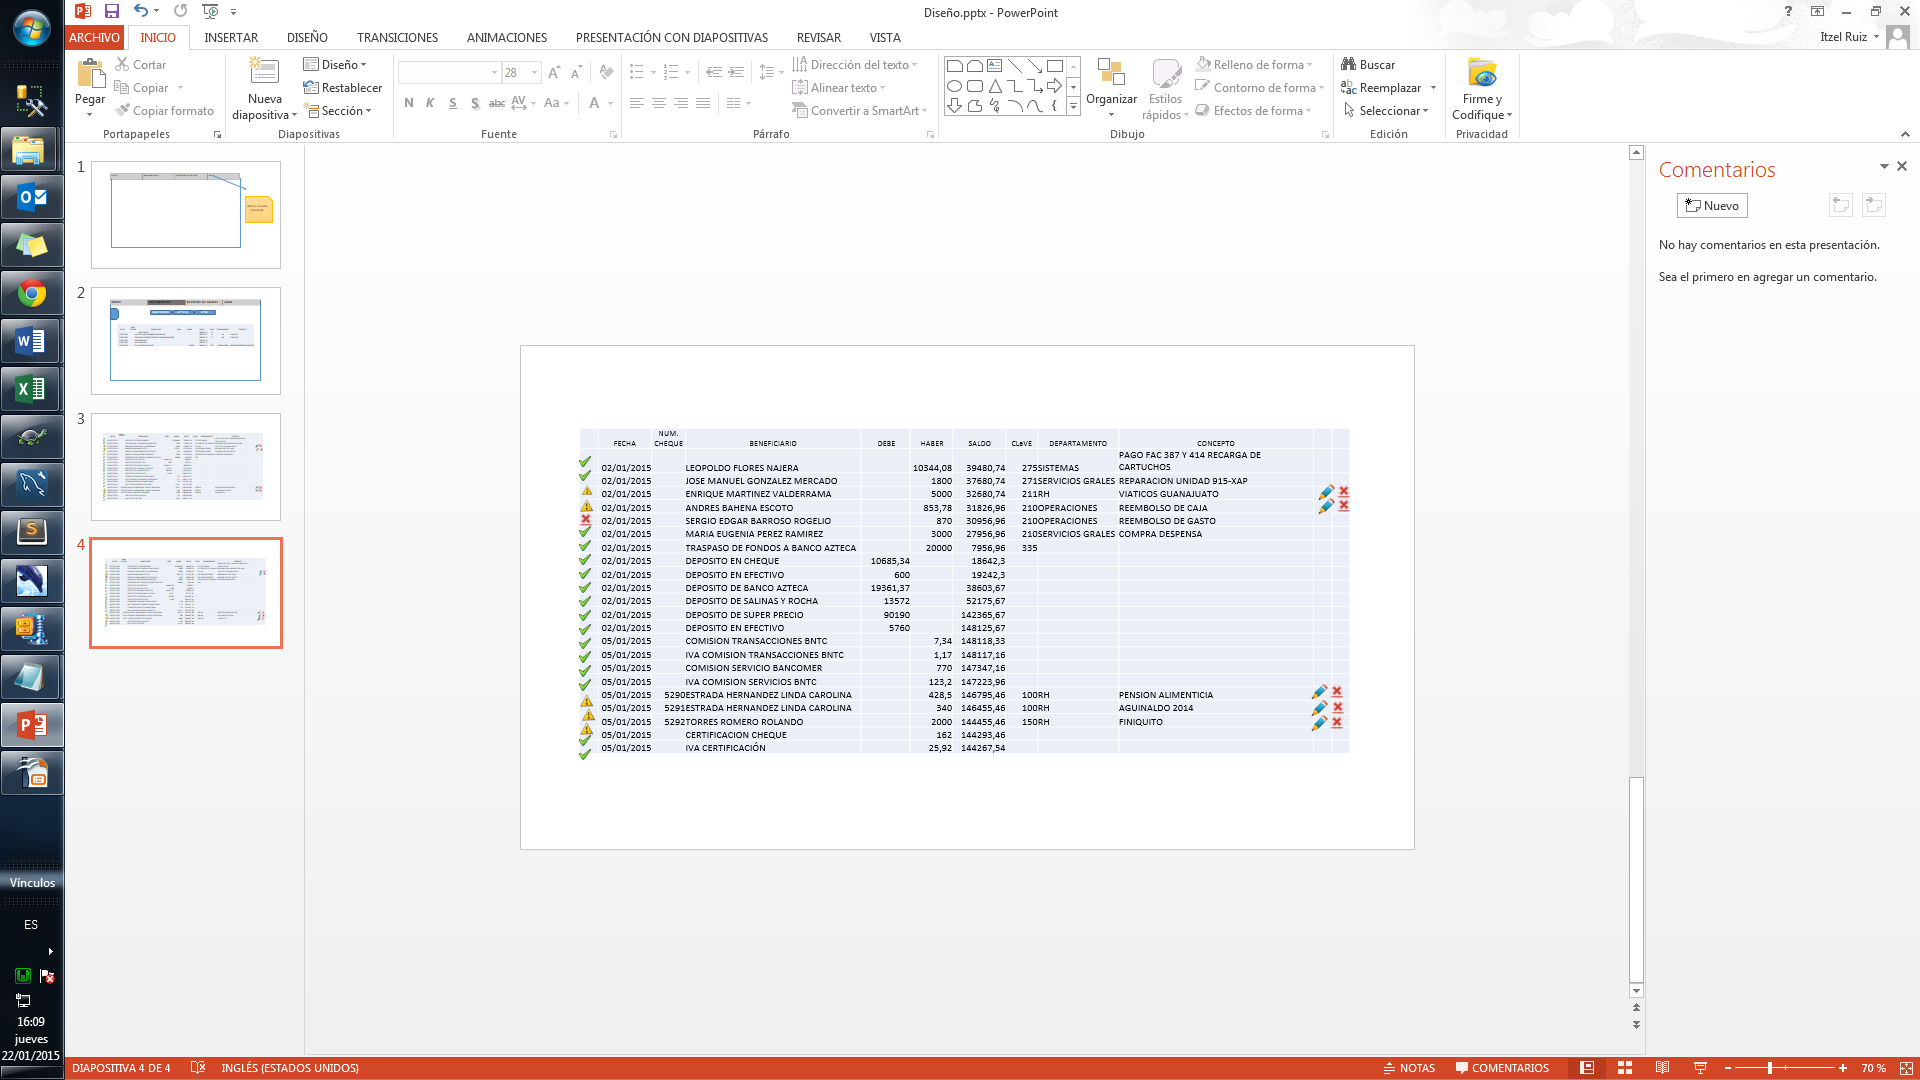 Diseño.pptx - PowerPoint
ARCHIVO INICIO INSERTAR DISEÑO TRANSICIONES ANIMACIONES PRESENTACIÓN CON DIAPOSITIVAS REVISAR VISTA
Itzel Ruiz
Pegar
Cortar
Copiar
Copiar formato
Portapapeles
Nueva diapositiva
Diseño
Restablecer
Sección
Diapositivas
28
N K S S abc AV Aa A
Fuente
Dirección del texto
Alinear texto
Convertir a SmartArt
Párrafo
Organizar
Estilos rápidos
Relleno de forma
Contorno de forma
Efectos de forma
Dibujo
Buscar
Reemplazar
Seleccionar
Edición
Firme y Codifique
Privacidad
1
2
3
4
FECHA NUM. CHEQUE BENEFICIARIO DEBE HABER SALDO CLaVE DEPARTAMENTO CONCEPTO
02/01/2015 LEOPOLDO FLORES NAJERA 10344,08 39480,74 275 SISTEMAS PAGO FAC 387 Y 414 RECARGA DE CARTUCHOS
02/01/2015 JOSE MANUEL GONZALEZ MERCADO 1800 37680,74 271 SERVICIOS GRALES REPARACION UNIDAD 915-XAP
02/01/2015 ENRIQUE MARTINEZ VALDERRAMA 5000 32680,74 211 RH VIATICOS GUANAJUATO
02/01/2015 ANDRES BAHENA ESCOTO 853,78 31826,96 210 OPERACIONES REEMBOLSO DE CAJA
02/01/2015 SERGIO EDGAR BARROSO ROGELIO 870 30956,96 210 OPERACIONES REEMBOLSO DE GASTO
02/01/2015 MARIA EUGENIA PEREZ RAMIREZ 3000 27956,96 210 SERVICIOS GRALES COMPRA DESPENSA
02/01/2015 TRASPASO DE FONDOS A BANCO AZTECA 20000 7956,96 335
02/01/2015 DEPOSITO EN CHEQUE 10685,34 18642,3
02/01/2015 DEPOSITO EN EFECTIVO 600 19242,3
02/01/2015 DEPOSITO DE BANCO AZTECA 19361,37 38603,67
02/01/2015 DEPOSITO DE SALINAS Y ROCHA 13572 52175,67
02/01/2015 DEPOSITO DE SUPER PRECIO 90190 142365,67
02/01/2015 DEPOSITO EN EFECTIVO 5760 148125,67
05/01/2015 COMISION TRANSACCIONES BNTC 7,34 148118,33
05/01/2015 IVA COMISION TRANSACCIONES BNTC 1,17 148117,16
05/01/2015 COMISION SERVICIO BANCOMER 770 147347,16
05/01/2015 IVA COMISION SERVICIOS BNTC 123,2 147223,96
05/01/2015 5290 ESTRADA HERNANDEZ LINDA CAROLINA 428,5 146795,46 100 RH PENSION ALIMENTICIA
05/01/2015 5291 ESTRADA HERNANDEZ LINDA CAROLINA 340 146455,46 100 RH AGUINALDO 2014
05/01/2015 5292 TORRES ROMERO ROLANDO 2000 144455,46 150 RH FINIQUITO
05/01/2015 CERTIFICACION CHEQUE 162 144293,46
05/01/2015 IVA CERTIFICACIÓN 25,92 144267,54
Comentarios
Nuevo
No hay comentarios en esta presentación.
Sea el primero en agregar un comentario.
Vínculos
ES
16:09
jueves
22/01/2015
DIAPOSITIVA 4 DE 4 INGLÉS (ESTADOS UNIDOS) NOTAS COMENTARIOS 70 %